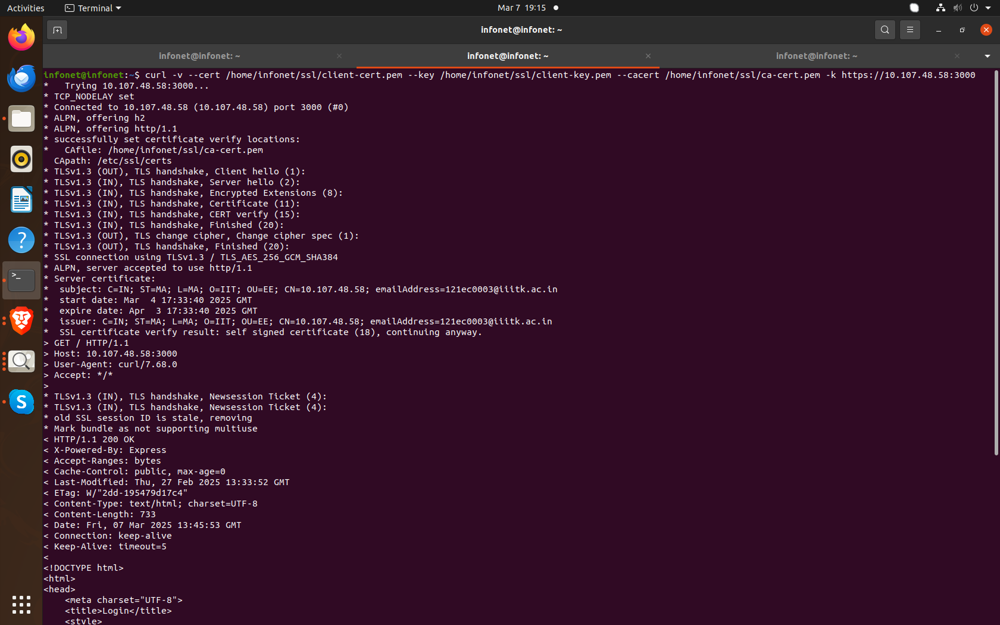 Activities
Terminal
Mar 7 19:15
infonet@infonet: ~
infonet@infonet: ~
infonet@infonet: ~
infonet@infonet: ~
infonet@infonet:~$ curl -v --cert /home/infonet/ssl/client-cert.pem --key /home/infonet/ssl/client-key.pem --cacert /home/infonet/ssl/ca-cert.pem -k https://10.107.48.58:3000
*   Trying 10.107.48.58:3000...
* TCP_NODELAY set
* Connected to 10.107.48.58 (10.107.48.58) port 3000 (#0)
* ALPN, offering h2
* ALPN, offering http/1.1
* successfully set certificate verify locations:
*   CAfile: /home/infonet/ssl/ca-cert.pem
  CApath: /etc/ssl/certs
* TLSv1.3 (OUT), TLS handshake, Client hello (1):
* TLSv1.3 (IN), TLS handshake, Server hello (2):
* TLSv1.3 (IN), TLS handshake, Encrypted Extensions (8):
* TLSv1.3 (IN), TLS handshake, Certificate (11):
* TLSv1.3 (IN), TLS handshake, CERT verify (15):
* TLSv1.3 (IN), TLS handshake, Finished (20):
* TLSv1.3 (OUT), TLS change cipher, Change cipher spec (1):
* TLSv1.3 (OUT), TLS handshake, Finished (20):
* SSL connection using TLSv1.3 / TLS_AES_256_GCM_SHA384
* ALPN, server accepted to use http/1.1
* Server certificate:
*  subject: C=IN; ST=MA; L=MA; O=IIT; OU=EE; CN=10.107.48.58; emailAddress=121ec0003@iiitk.ac.in
*  start date: Mar  4 17:33:40 2025 GMT
*  expire date: Apr  3 17:33:40 2025 GMT
*  issuer: C=IN; ST=MA; L=MA; O=IIT; OU=EE; CN=10.107.48.58; emailAddress=121ec0003@iiitk.ac.in
*  SSL certificate verify result: self signed certificate (18), continuing anyway.
> GET / HTTP/1.1
> Host: 10.107.48.58:3000
> User-Agent: curl/7.68.0
> Accept: */*
>
* TLSv1.3 (IN), TLS handshake, Newsession Ticket (4):
* TLSv1.3 (IN), TLS handshake, Newsession Ticket (4):
* old SSL session ID is stale, removing
* Mark bundle as not supporting multiuse
< HTTP/1.1 200 OK
< X-Powered-By: Express
< Accept-Ranges: bytes
< Cache-Control: public, max-age=0
< Last-Modified: Thu, 27 Feb 2025 13:33:52 GMT
< ETag: W/"2dd-195479d17c4"
< Content-Type: text/html; charset=UTF-8
< Content-Length: 733
< Date: Fri, 07 Mar 2025 13:45:53 GMT
< Connection: keep-alive
< Keep-Alive: timeout=5
<
<!DOCTYPE html>
<html>
<head>
    <meta charset="UTF-8">
    <title>Login</title>
    <style>